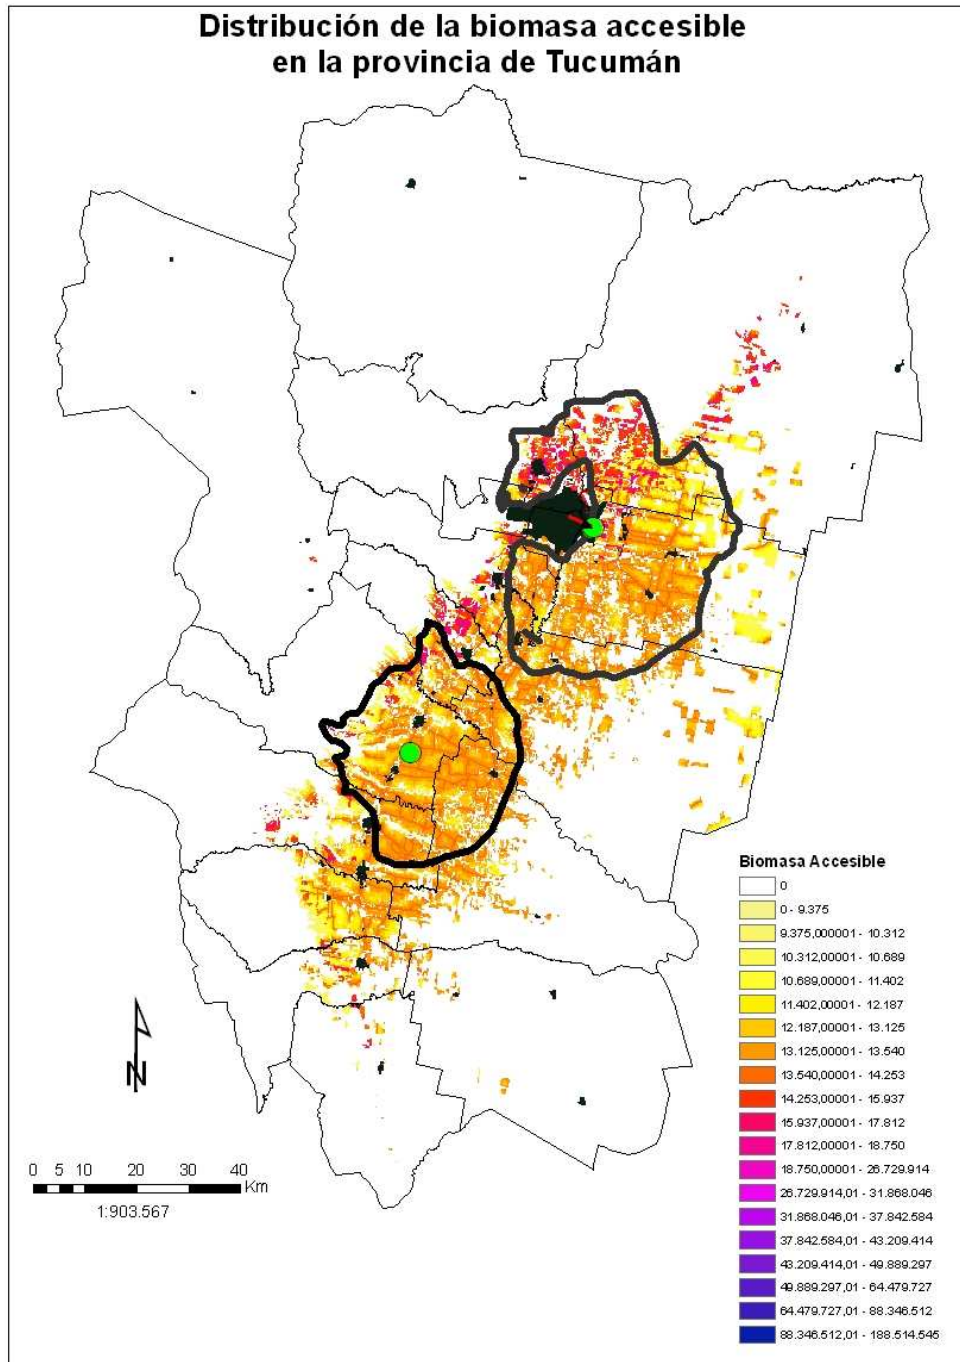 Distribución de la biomasa accesible
en la provincia de Tucumán
Biomasa Accesible
0
0 - 9.375
9.375,000001 - 10.312
10.312,00001 - 10.689
10.689,00001 - 11.402
11.402,00001 - 12.187
12.187,00001 - 13.125
13.125,00001 - 13.540
13.540,00001 - 14.253
14.253,00001 - 15.937
15.937,00001 - 17.812
17.812,00001 - 18.750
18.750,00001 - 26.729.914
26.729.914,01 - 31.868.046
31.868.046,01 - 37.842.584
37.842.584,01 - 43.209.414
43.209.414,01 - 49.889.297
49.889.297,01 - 64.479.727
64.479.727,01 - 88.346.512
88.346.512,01 - 188.514.545
N
0 5 10 20 30 40
Km
1:903.567